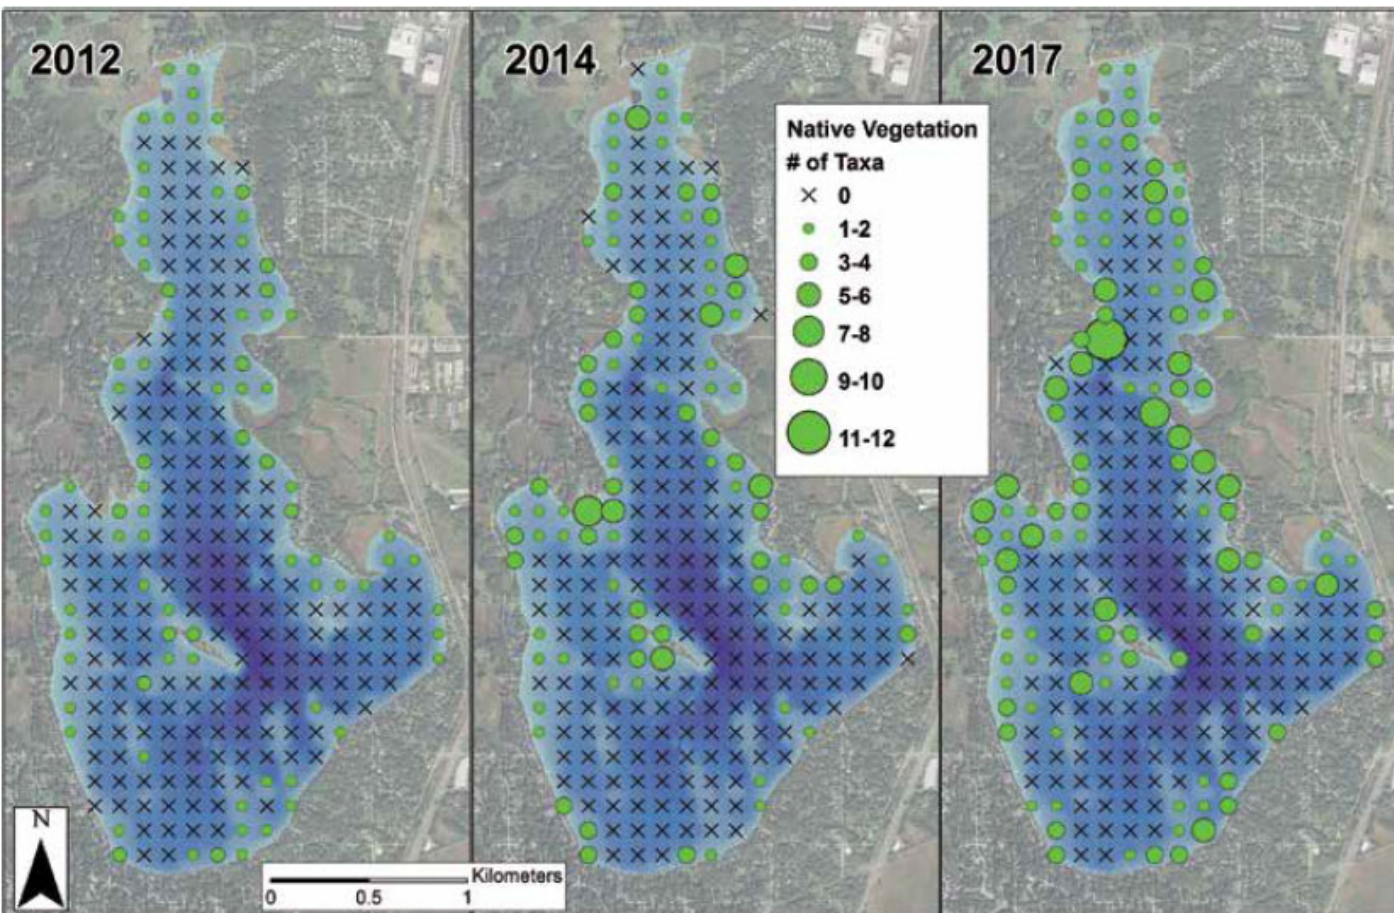 2012
2014
2017
Native Vegetation
# of Taxa
0
1-2
3-4
5-6
7-8
9-10
11-12
N
Kilometers
0 0.5 1